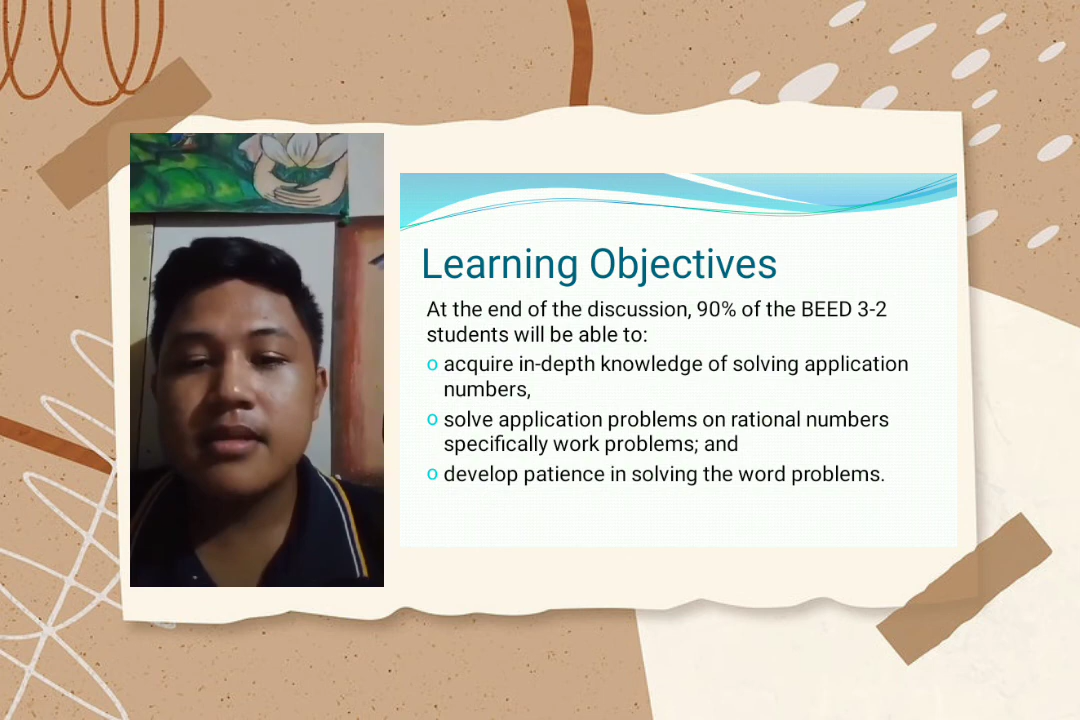 Learning Objectives
At the end of the discussion, 90% of the BEED 3-2
students will be able to:
o acquire in-depth knowledge of solving application
numbers,
o solve application problems on rational numbers
specifically work problems; and
o develop patience in solving the word problems.